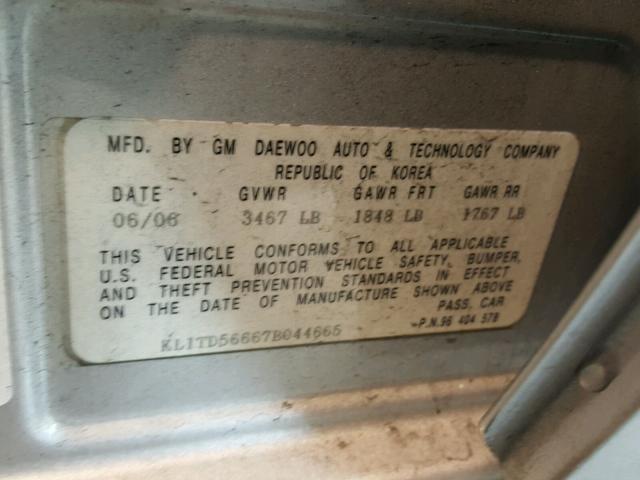 MFD. BY GM DAEWOO AUTO & TECHNOLOGY COMPANY
REPUBLIC OF KOREA
DATE GVWR GAWR FRT GAWR RR
06/06 3467 LB 1848 LB 1767 LB
THIS VEHICLE CONFORMS TO ALL APPLICABLE
U.S. FEDERAL MOTOR VEHICLE SAFETY, BUMPER,
AND THEFT PREVENTION STANDARDS IN EFFECT
ON THE DATE OF MANUFACTURE SHOWN ABOVE
PASS. CAR
KL1TD56667B044665
P.N.96 404 578